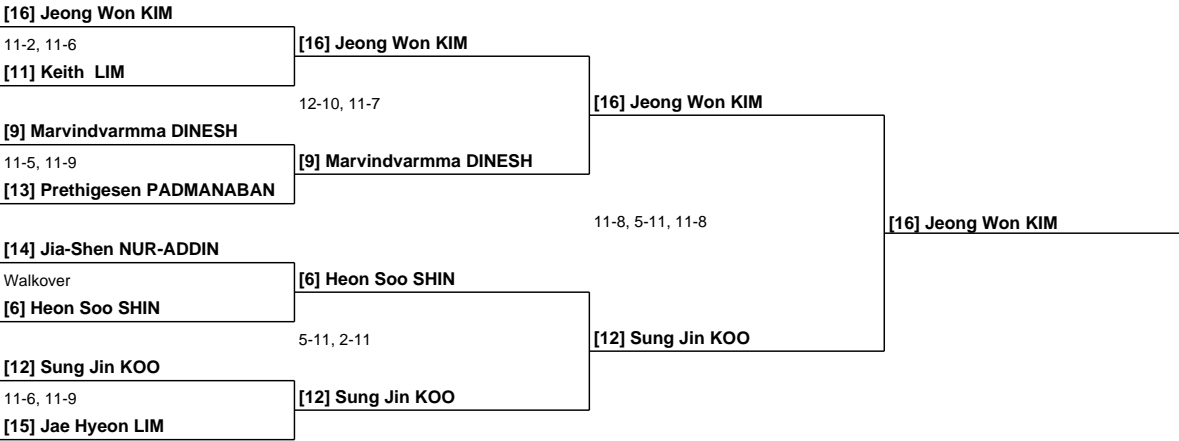 [16] Jeong Won KIM
11-2, 11-6
[16] Jeong Won KIM
[11] Keith  LIM
12-10, 11-7
[16] Jeong Won KIM
[9] Marvindvarmma DINESH
11-5, 11-9
[9] Marvindvarmma DINESH
[13] Prethigesen PADMANABAN
11-8, 5-11, 11-8
[16] Jeong Won KIM
[14] Jia-Shen NUR-ADDIN
Walkover
[6] Heon Soo SHIN
[6] Heon Soo SHIN
5-11, 2-11
[12] Sung Jin KOO
[12] Sung Jin KOO
11-6, 11-9
[12] Sung Jin KOO
[15] Jae Hyeon LIM